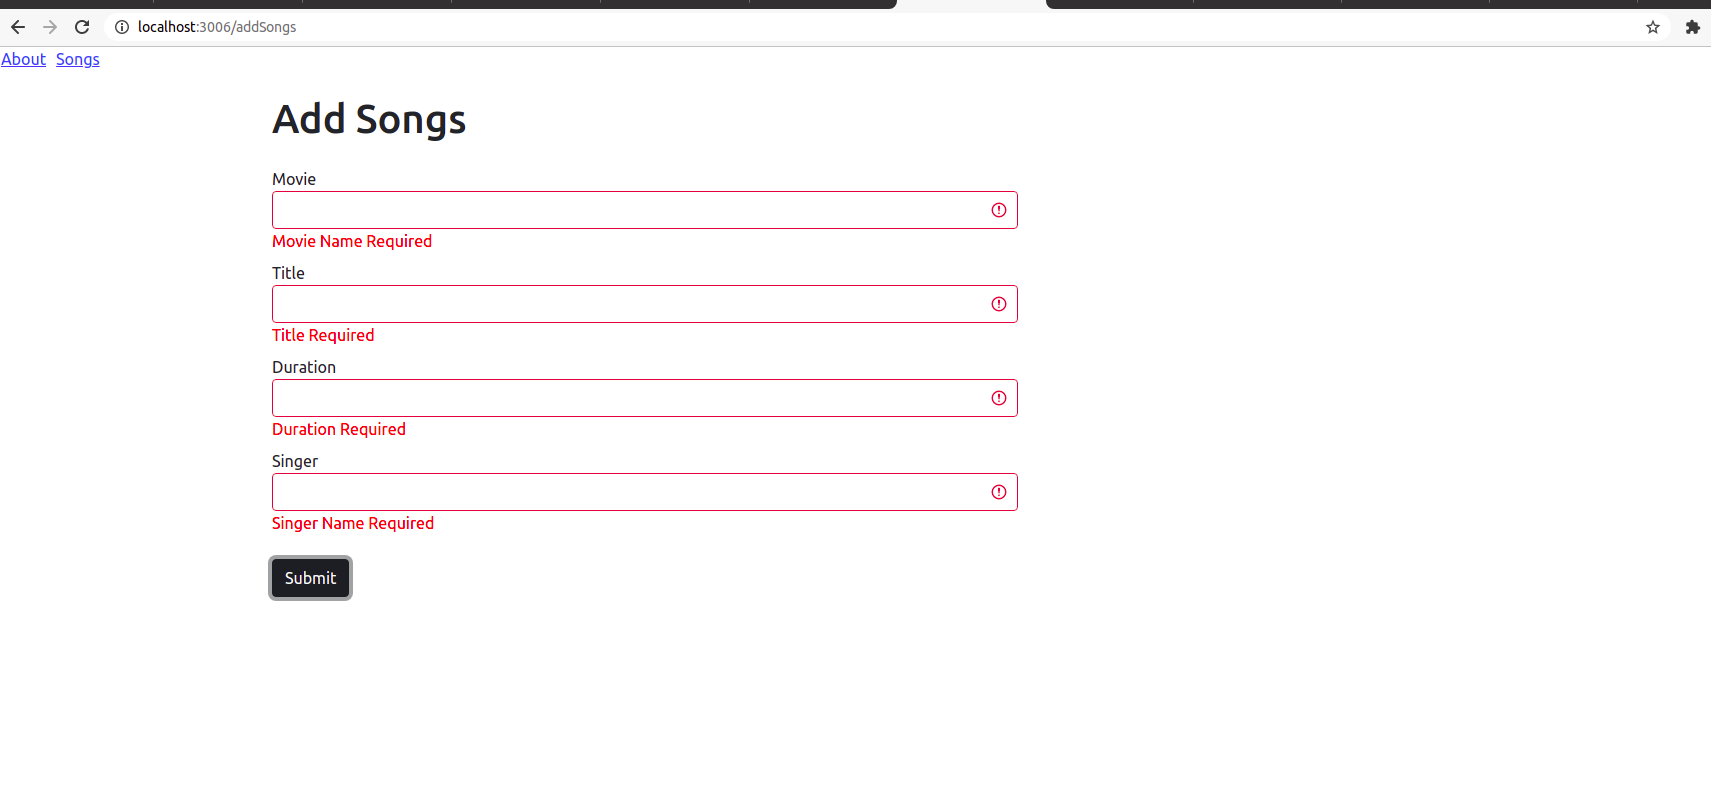 localhost:3006/addSongs
About Songs
Add Songs
Movie
Movie Name Required
Title
Title Required
Duration
Duration Required
Singer
Singer Name Required
Submit